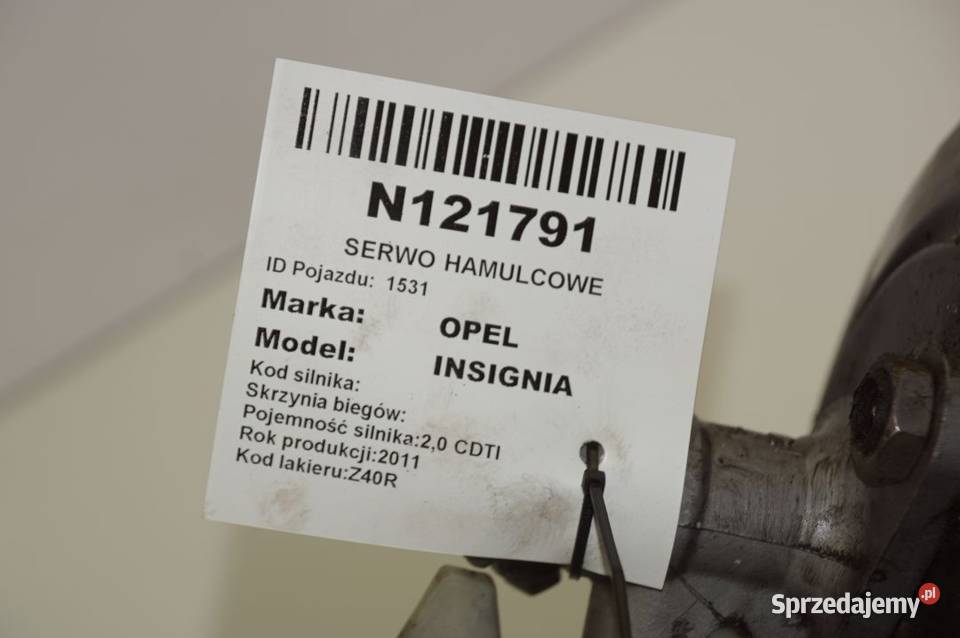 N121791
SERWO HAMULCOWE
ID Pojazdu: 1531
Marka: OPEL
Model: INSIGNIA
Kod silnika:
Skrzynia biegów:
Pojemność silnika:2,0 CDTI
Rok produkcji:2011
Kod lakieru:Z40R
Sprzedajemy.pl